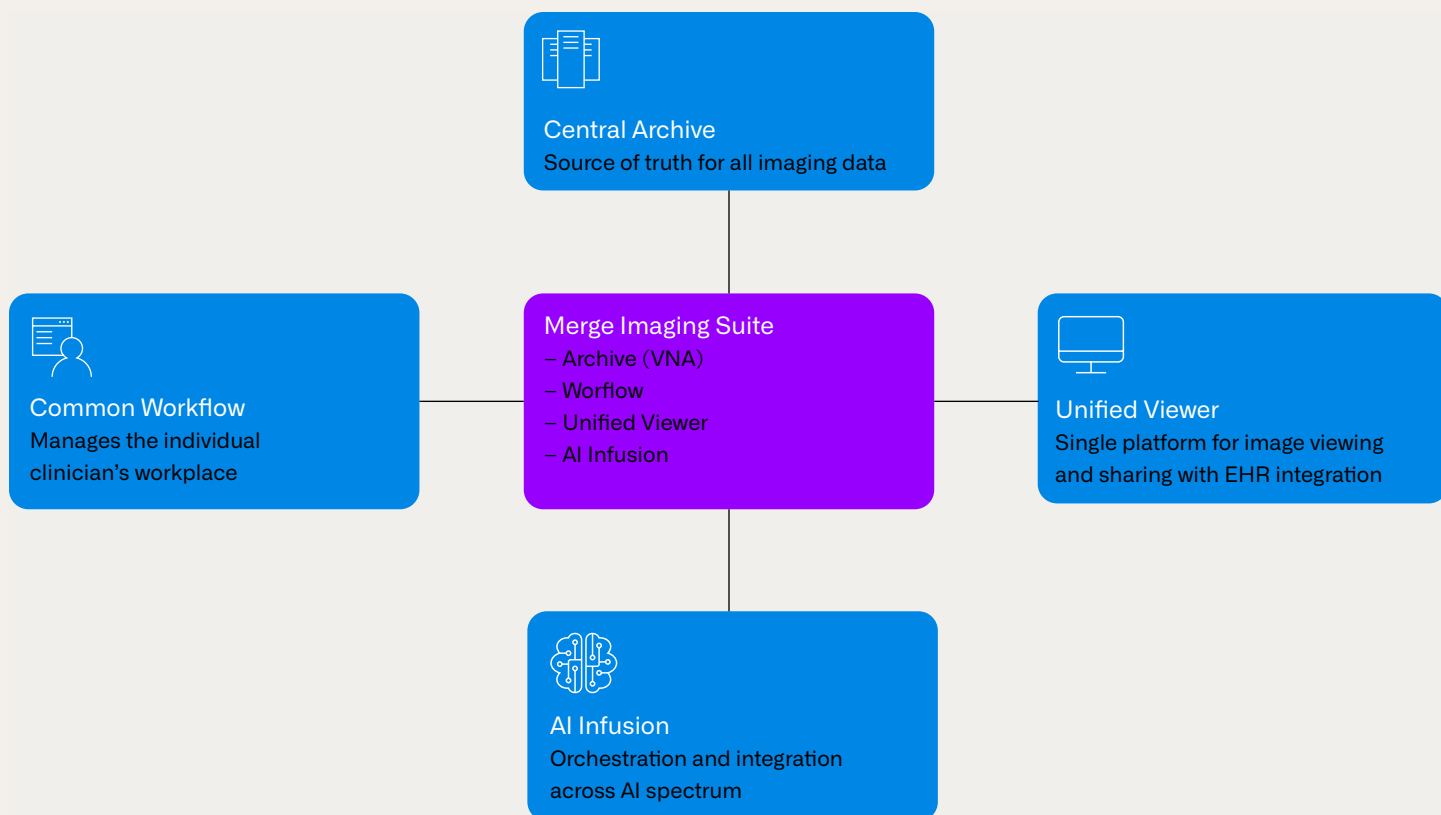 Central Archive
Source of truth for all imaging data
Common Workflow
Manages the individual
clinician’s workplace
Merge Imaging Suite
– Archive (VNA)
– Worflow
– Unified Viewer
– AI Infusion
Unified Viewer
Single platform for image viewing
and sharing with EHR integration
AI Infusion
Orchestration and integration
across AI spectrum